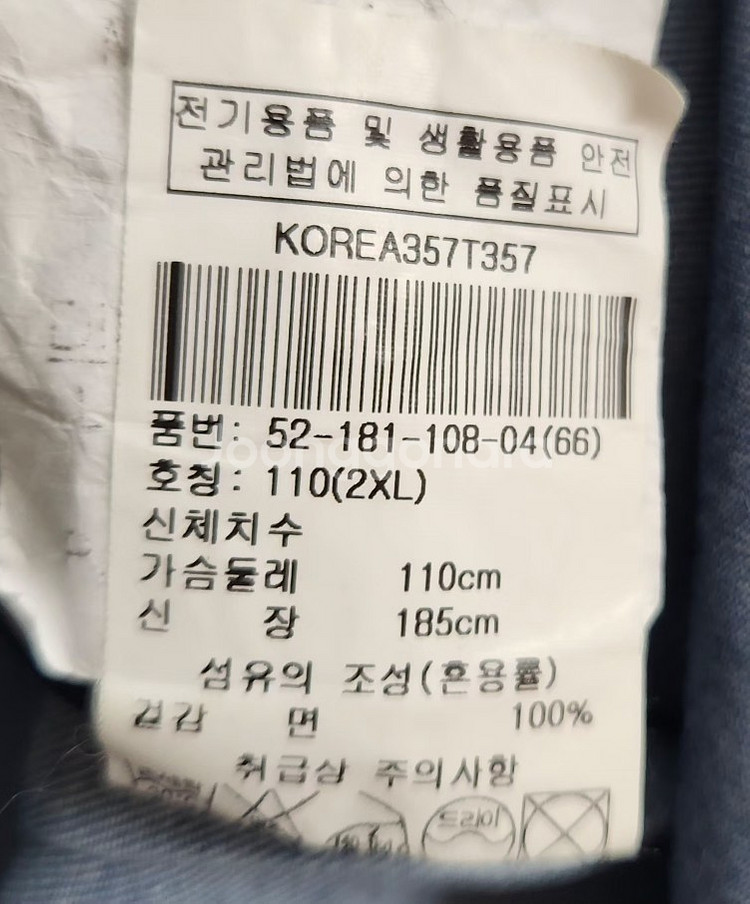 전기용품 및 생활용품 안전
관리법에 의한 품질표시
KOREA357T357
품번: 52-181-108-04(66)
호칭: 110(2XL)
신체치수
가슴둘레 110cm
신 장 185cm
섬유의 조성(혼용률)
겉감 면 100%
취급상 주의사항
드라이